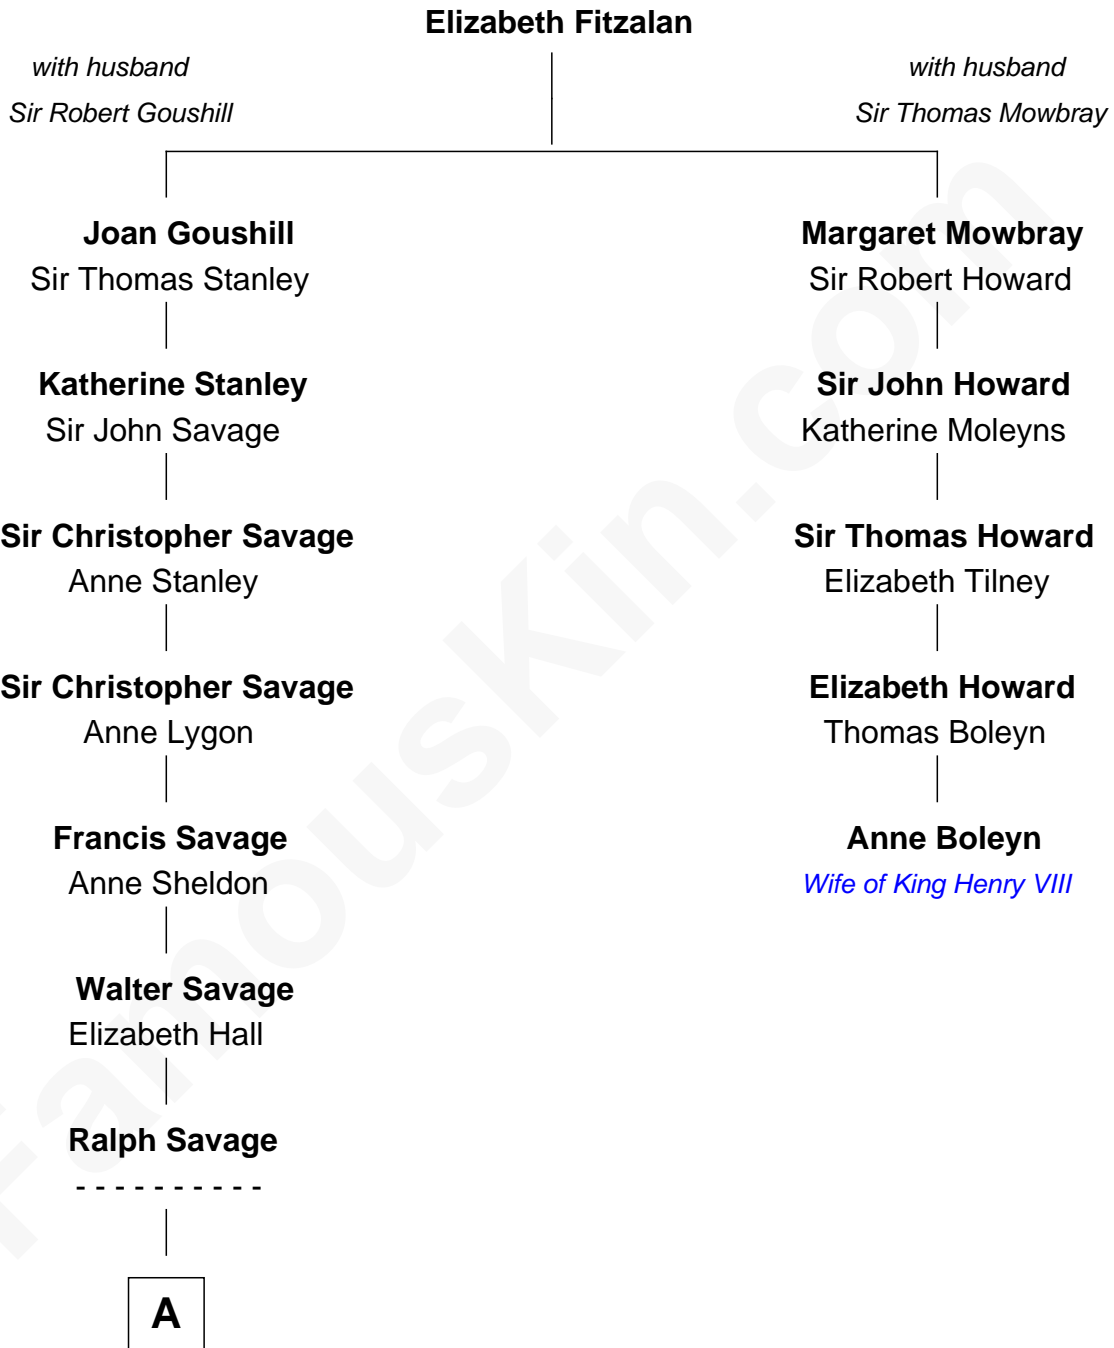 Elizabeth Fitzalan
with husband
Sir Robert Goushill
with husband
Sir Thomas Mowbray
Joan Goushill
Sir Thomas Stanley
Margaret Mowbray
Sir Robert Howard
Katherine Stanley
Sir John Savage
Sir John Howard
Katherine Moleyns
Sir Christopher Savage
Anne Stanley
Sir Thomas Howard
Elizabeth Tilney
Sir Christopher Savage
Anne Lygon
Elizabeth Howard
Thomas Boleyn
Francis Savage
Anne Sheldon
Anne Boleyn
Wife of King Henry VIII
Walter Savage
Elizabeth Hall
Ralph Savage
- - - - - - - - - -
A
FamousKin.com